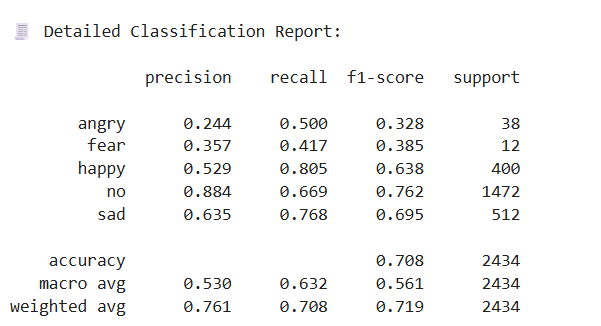 Detailed Classification Report:
precision recall f1-score support
angry 0.244 0.500 0.328 38
fear 0.357 0.417 0.385 12
happy 0.529 0.805 0.638 400
no 0.884 0.669 0.762 1472
sad 0.635 0.768 0.695 512
accuracy 0.708 2434
macro avg 0.530 0.632 0.561 2434
weighted avg 0.761 0.708 0.719 2434